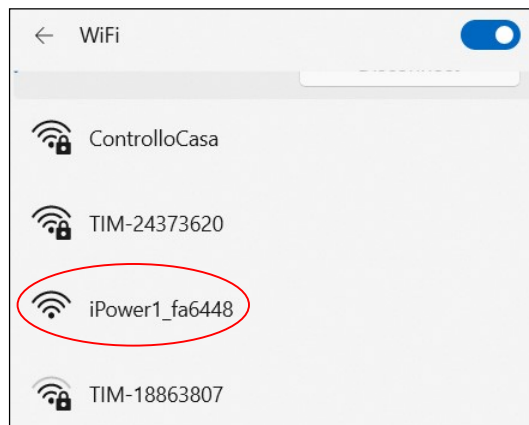 WiFi
ControlloCasa
TIM-24373620
iPower1_fa6448
TIM-18863807